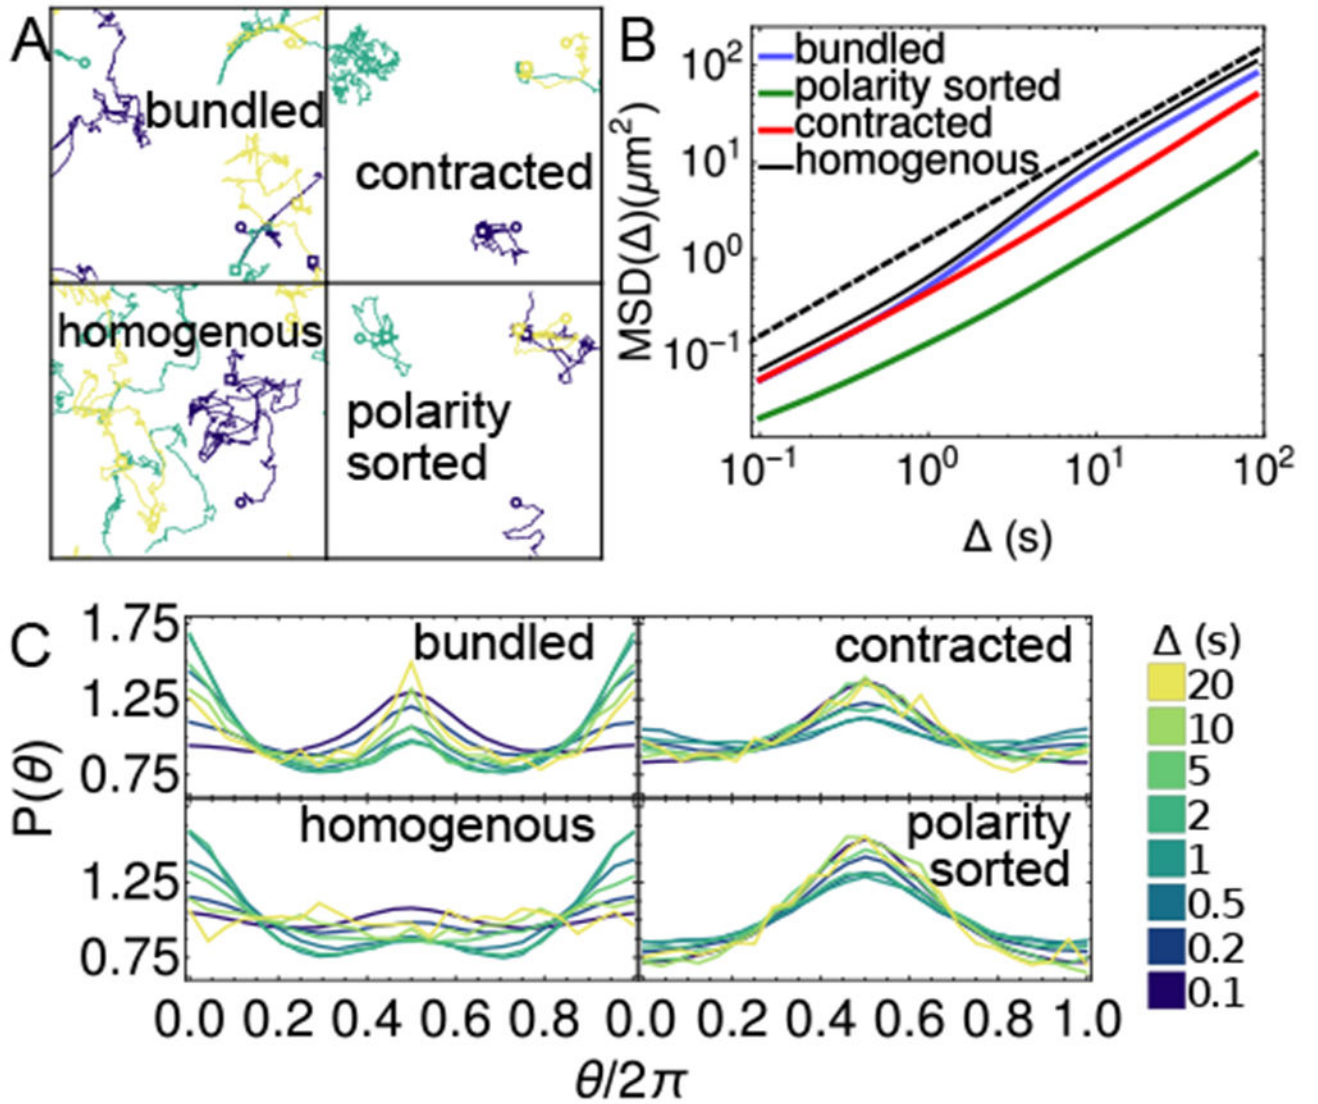 A
bundled
contracted
homogenous
polarity
sorted
B
bundled
polarity sorted
contracted
homogenous
MSD(Δ)(μm²)
10²
10¹
10⁰
10⁻¹
10⁻¹ 10⁰ 10¹ 10²
Δ (s)
C
bundled
contracted
homogenous
polarity
sorted
P(θ)
1.75
1.25
0.75
1.25
0.75
0.0 0.2 0.4 0.6 0.8 0.0 0.2 0.4 0.6 0.8 1.0
θ/2π
Δ (s)
20
10
5
2
1
0.5
0.2
0.1